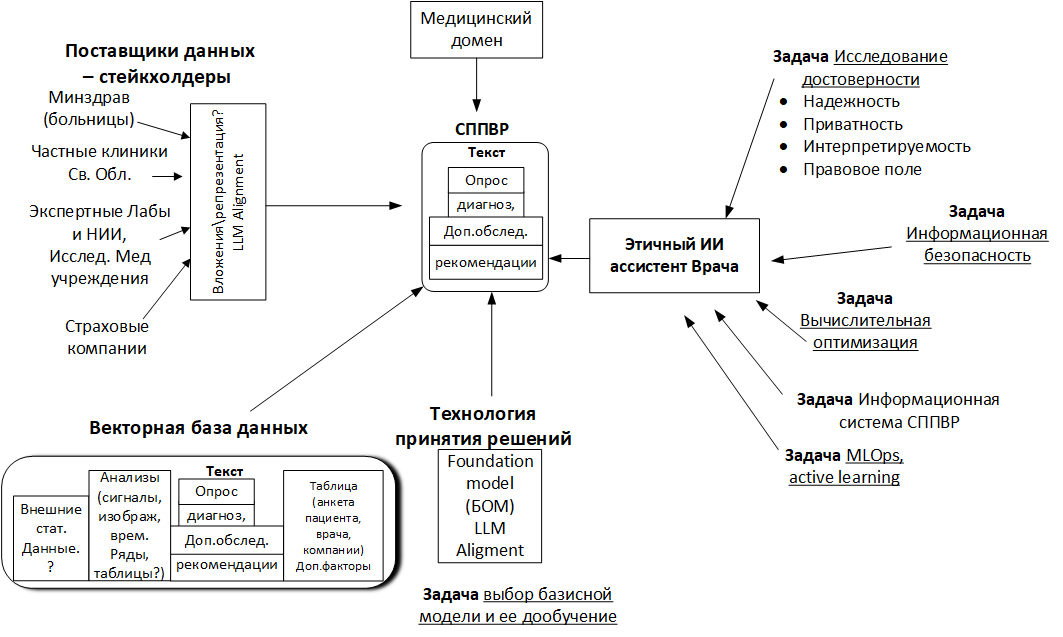 Медицинский
домен
Поставщики данных
– стейкхолдеры
Минздрав
(больницы)
Частные клиники
Св. Обл.
Экспертные Лабы
и НИИ,
Исслед. Мед
учреждения
Страховые
компании
Вложения\репрезентация?
LLM Alignment
СППВР
Текст
Опрос
диагноз,
Доп.обслед.
рекомендации
Этичный ИИ
ассистент Врача
Задача Исследование
достоверности
● Надежность
● Приватность
● Интерпретируемость
● Правовое поле
Задача
Информационная
безопасность
Задача
Вычислительная
оптимизация
Задача Информационная
система СППВР
Задача MLOps,
active learning
Векторная база данных
Внешние
стат.
Данные.
?
Анализы
(сигналы,
изображ,
врем.
Ряды,
таблицы?)
Текст
Опрос
диагноз,
Доп.обслед.
рекомендации
Таблица
(анкета
пациента,
врача,
компании)
Доп.факторы
Технология
принятия решений
Foundation
model
(БОМ)
LLM
Aligment
Задача выбор базисной
модели и ее дообучение